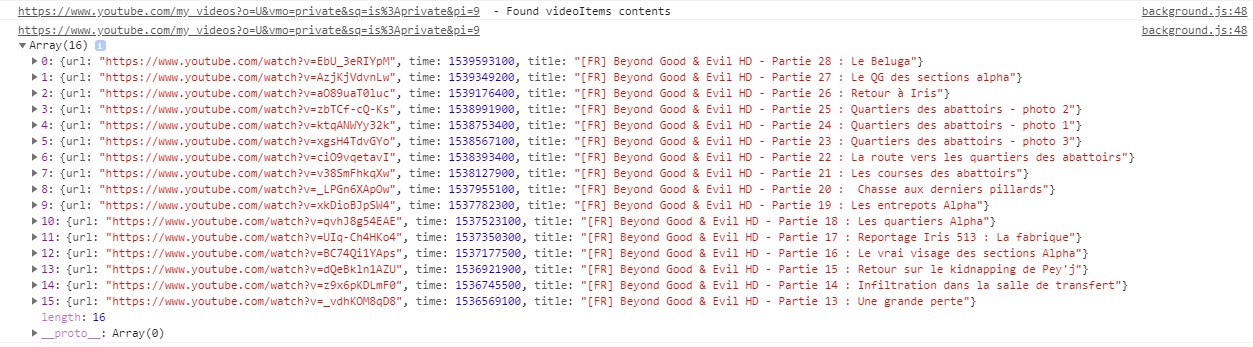 https://www.youtube.com/my_videos?o=U&vmo=private&sq=is%3Aprivate&pi=9 - Found videoItems contents background.js:48
https://www.youtube.com/my_videos?o=U&vmo=private&sq=is%3Aprivate&pi=9 background.js:48
▼Array(16) i
▶0: {url: "https://www.youtube.com/watch?v=EbU_3eRIYpM", time: 1539593100, title: "[FR] Beyond Good & Evil HD - Partie 28 : Le Beluga"}
▶1: {url: "https://www.youtube.com/watch?v=AzjKjVdvnLw", time: 1539349200, title: "[FR] Beyond Good & Evil HD - Partie 27 : Le QG des sections alpha"}
▶2: {url: "https://www.youtube.com/watch?v=aO89uaT0luc", time: 1539176400, title: "[FR] Beyond Good & Evil HD - Partie 26 : Retour à Iris"}
▶3: {url: "https://www.youtube.com/watch?v=zbTCf-cQ-Ks", time: 1538991900, title: "[FR] Beyond Good & Evil HD - Partie 25 : Quartiers des abattoirs - photo 2"}
▶4: {url: "https://www.youtube.com/watch?v=ktqANWYy32k", time: 1538753400, title: "[FR] Beyond Good & Evil HD - Partie 24 : Quartiers des abattoirs - photo 1"}
▶5: {url: "https://www.youtube.com/watch?v=xgsH4TdvGYo", time: 1538567100, title: "[FR] Beyond Good & Evil HD - Partie 23 : Quartiers des abattoirs - photo 3"}
▶6: {url: "https://www.youtube.com/watch?v=ciO9vqetavI", time: 1538393400, title: "[FR] Beyond Good & Evil HD - Partie 22 : La route vers les quartiers des abattoirs"}
▶7: {url: "https://www.youtube.com/watch?v=v38SmFhkqXw", time: 1538127900, title: "[FR] Beyond Good & Evil HD - Partie 21 : Les courses des abattoirs"}
▶8: {url: "https://www.youtube.com/watch?v=_LPGn6XApOw", time: 1537955100, title: "[FR] Beyond Good & Evil HD - Partie 20 :  Chasse aux derniers pillards"}
▶9: {url: "https://www.youtube.com/watch?v=xkDioBJpSW4", time: 1537782300, title: "[FR] Beyond Good & Evil HD - Partie 19 : Les entrepots Alpha"}
▶10: {url: "https://www.youtube.com/watch?v=qvhJ8g54EAE", time: 1537523100, title: "[FR] Beyond Good & Evil HD - Partie 18 : Les quartiers Alpha"}
▶11: {url: "https://www.youtube.com/watch?v=UIq-Ch4HKo4", time: 1537350300, title: "[FR] Beyond Good & Evil HD - Partie 17 : Reportage Iris 513 : La fabrique"}
▶12: {url: "https://www.youtube.com/watch?v=BC74Qi1YAps", time: 1537177500, title: "[FR] Beyond Good & Evil HD - Partie 16 : Le vrai visage des sections Alpha"}
▶13: {url: "https://www.youtube.com/watch?v=dQeBkln1AZU", time: 1536921900, title: "[FR] Beyond Good & Evil HD - Partie 15 : Retour sur le kidnapping de Pey'j"}
▶14: {url: "https://www.youtube.com/watch?v=z9x6pKDLmF0", time: 1536745500, title: "[FR] Beyond Good & Evil HD - Partie 14 : Infiltration dans la salle de transfert"}
▶15: {url: "https://www.youtube.com/watch?v=_vdhKOM8qD8", time: 1536569100, title: "[FR] Beyond Good & Evil HD - Partie 13 : Une grande perte"}
length: 16
▶__proto__: Array(0)